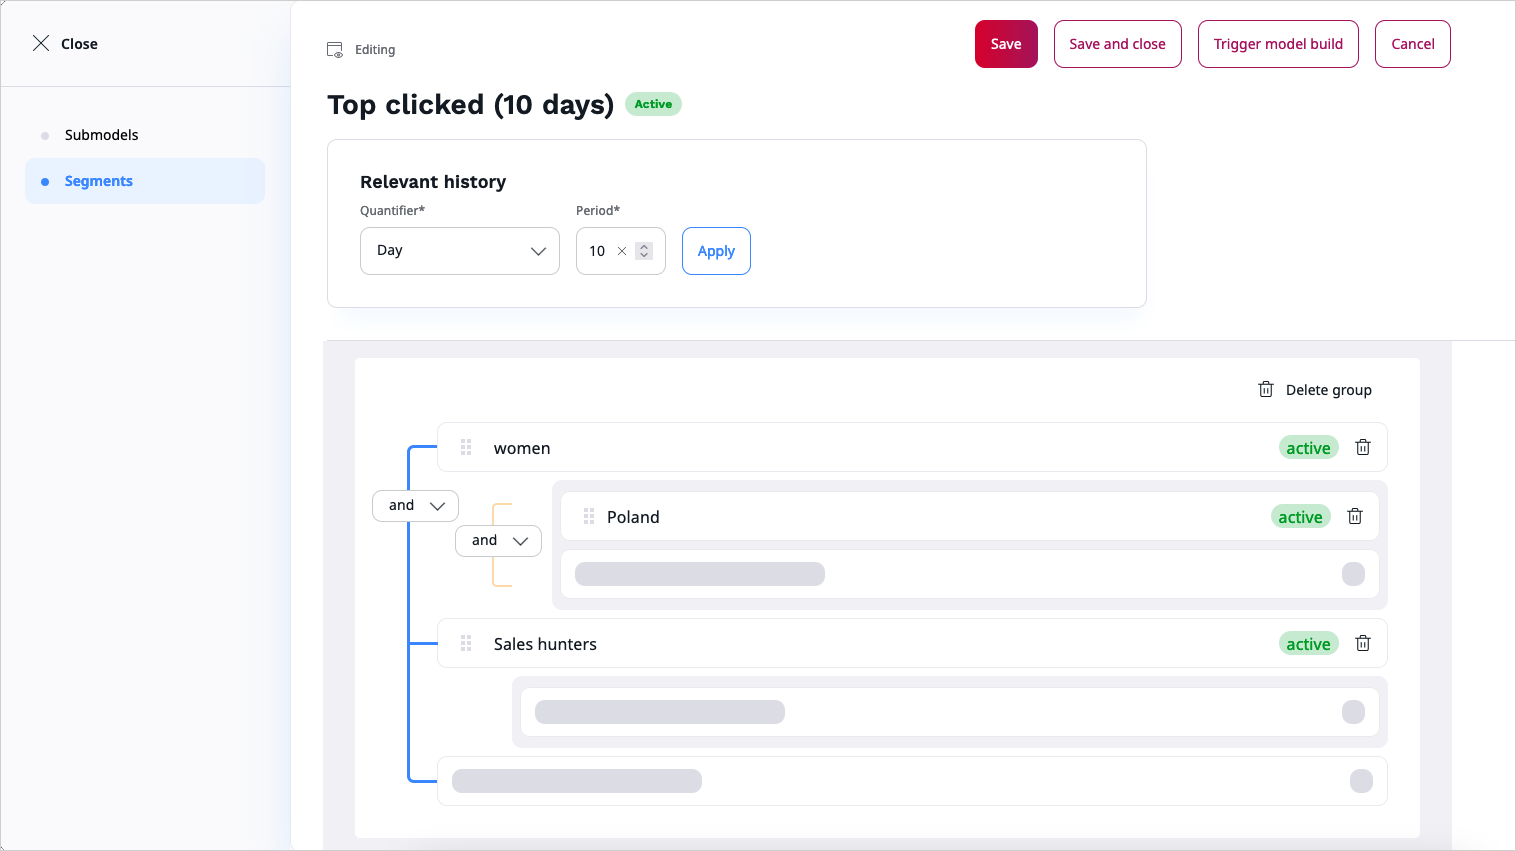 Close
Submodels
Segments
Editing
Save
Save and close
Trigger model build
Cancel
Top clicked (10 days)
Active
Relevant history
Quantifier*
Period*
Day
10
Apply
Delete group
women
active
and
Poland
active
and
Sales hunters
active